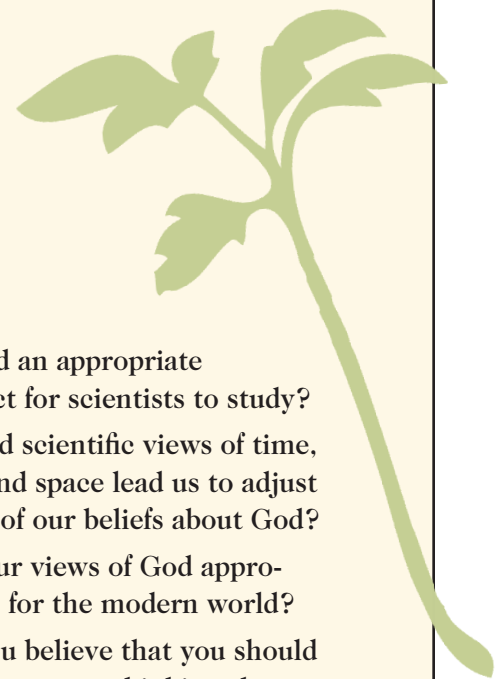 d an appropriate
ct for scientists to study?
d scientific views of time,
nd space lead us to adjust
of our beliefs about God?
ur views of God appro-
for the modern world?
u believe that you should